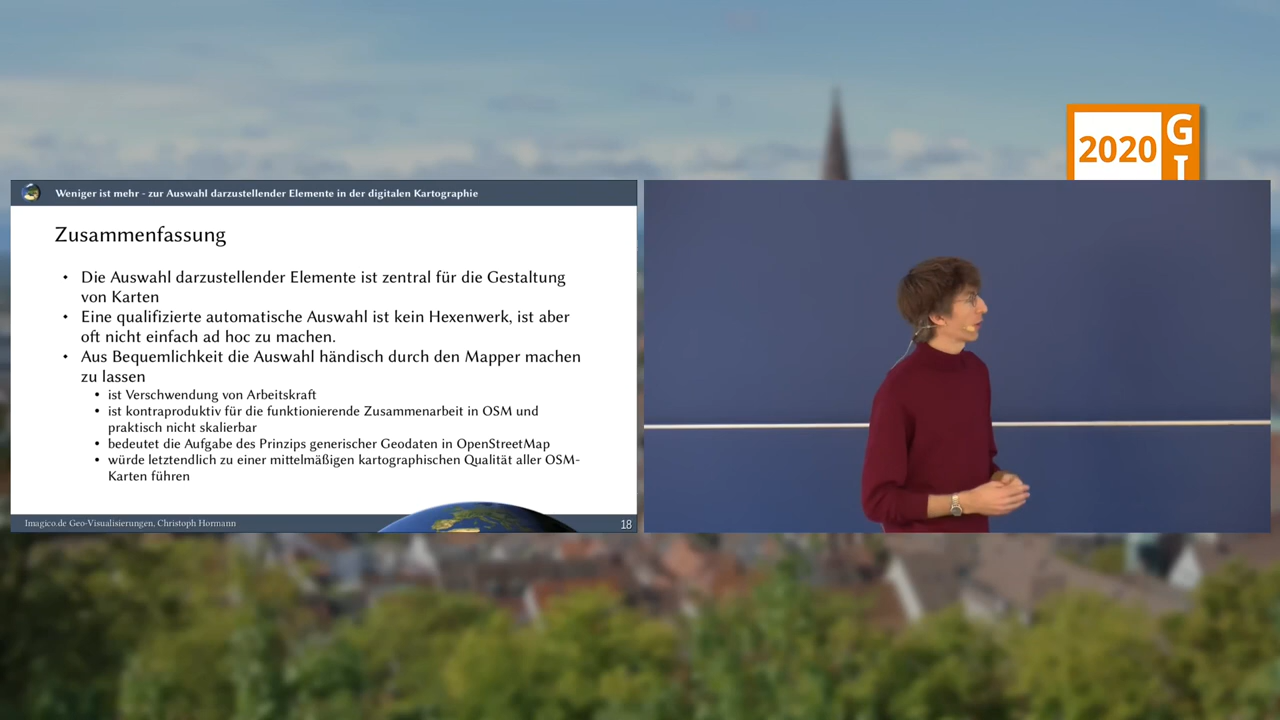 2020
G
I
Weniger ist mehr - zur Auswahl darzustellender Elemente in der digitalen Kartographie
Zusammenfassung
• Die Auswahl darzustellender Elemente ist zentral für die Gestaltung
von Karten
• Eine qualifizierte automatische Auswahl ist kein Hexenwerk, ist aber
oft nicht einfach ad hoc zu machen.
• Aus Bequemlichkeit die Auswahl händisch durch den Mapper machen
zu lassen
• ist Verschwendung von Arbeitskraft
• ist kontraproduktiv für die funktionierende Zusammenarbeit in OSM und
praktisch nicht skalierbar
• bedeutet die Aufgabe des Prinzips generischer Geodaten in OpenStreetMap
• würde letztendlich zu einer mittelmäßigen kartographischen Qualität aller OSM-
Karten führen
Imagico.de Geo-Visualisierungen, Christoph Hormann
18